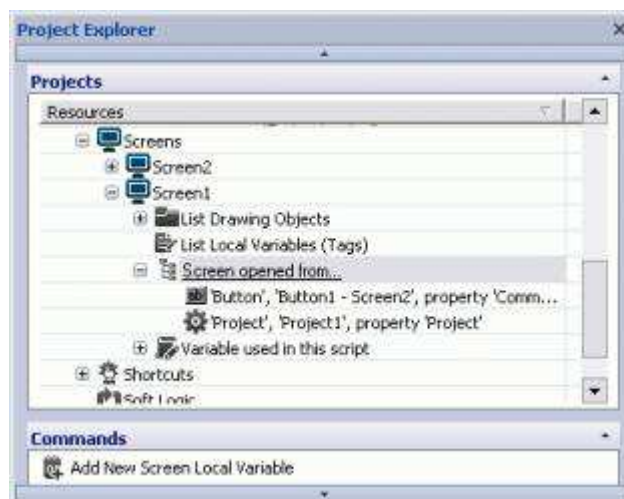 Project Explorer
Projects
Resources
Screens
Screen2
Screen1
List Drawing Objects
List Local Variables (Tags)
Screen opened from...
'Button', 'Button1 - Screen2', property 'Comm...
'Project', 'Project1', property 'Project'
Variable used in this script
Shortcuts
Soft Logic
Commands
Add New Screen Local Variable